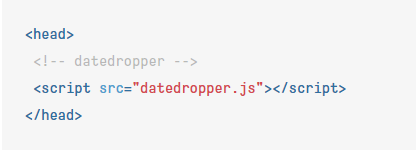 <head>
<!-- datedropper -->
<script src="datedropper.js"></script>
</head>